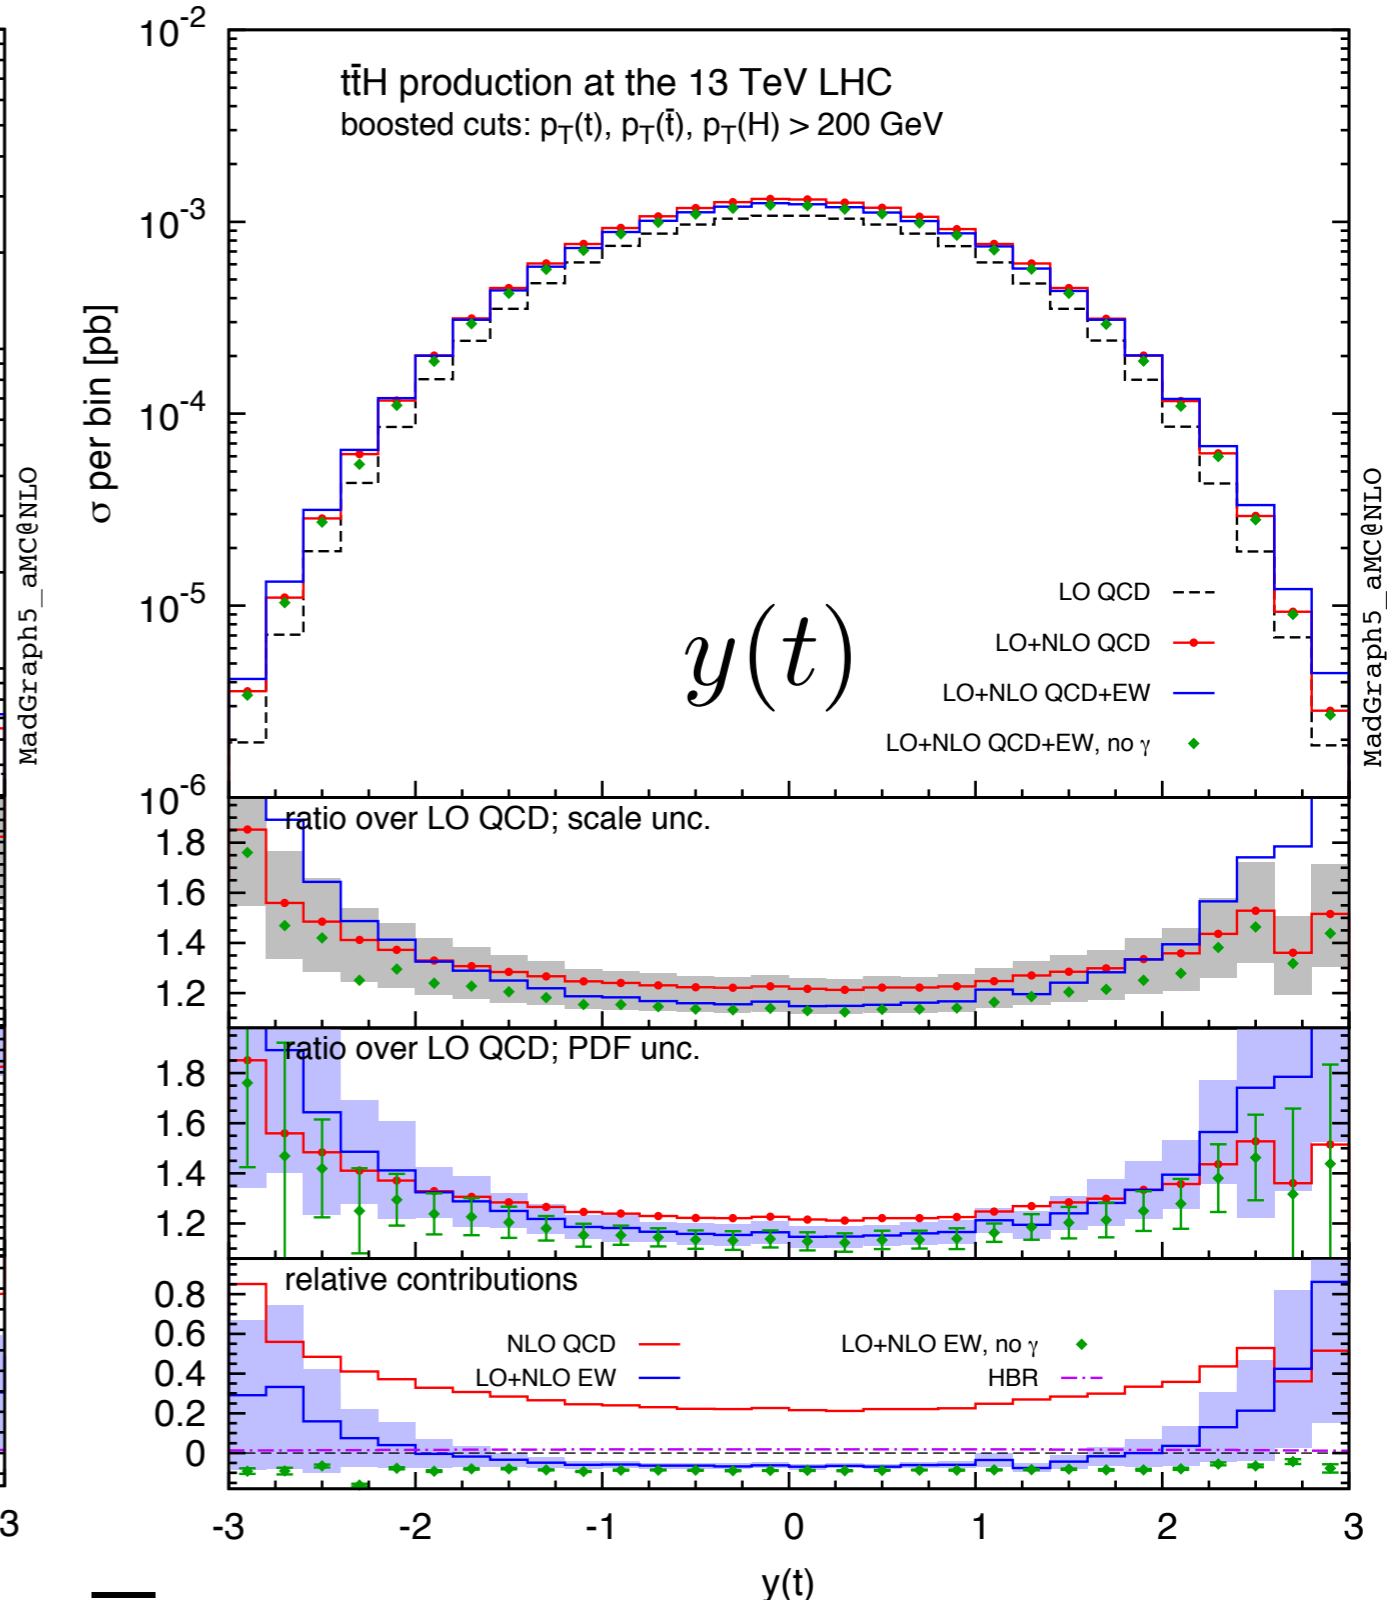 10^-2
tt̄H production at the 13 TeV LHC
boosted cuts: p_T(t), p_T(t̄), p_T(H) > 200 GeV
10^-3
σ per bin [pb]
10^-4
MadGraph5_aMC@NLO
MadGraph5_aMC@NLO
10^-5
y(t)
LO QCD
LO+NLO QCD
LO+NLO QCD+EW
LO+NLO QCD+EW, no γ
10^-6
ratio over LO QCD; scale unc.
1.8
1.6
1.4
1.2
ratio over LO QCD; PDF unc.
1.8
1.6
1.4
1.2
relative contributions
0.8
0.6
NLO QCD LO+NLO EW, no γ
LO+NLO EW HBR
0.4
0.2
0
3 -3 -2 -1 0 1 2 3
y(t)